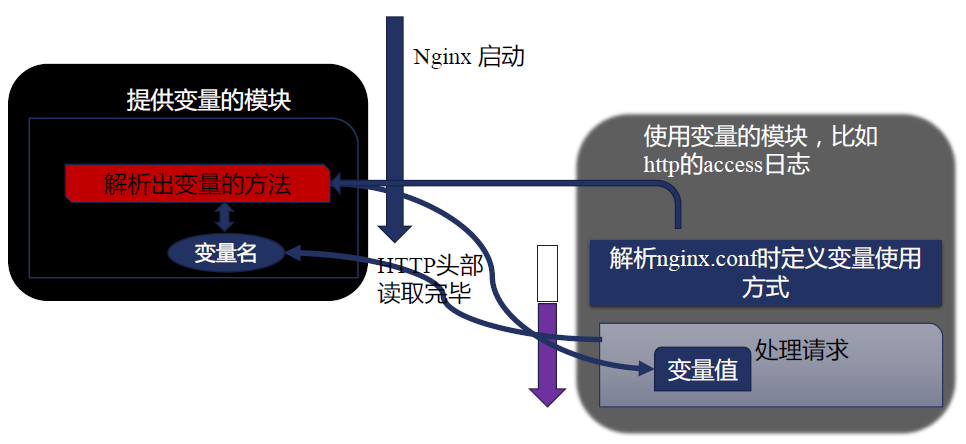 Nginx 启动
提供变量的模块
解析出变量的方法
变量名
使用变量的模块，比如
http的access日志
解析nginx.conf时定义变量使用
方式
HTTP头部
读取完毕
处理请求
变量值